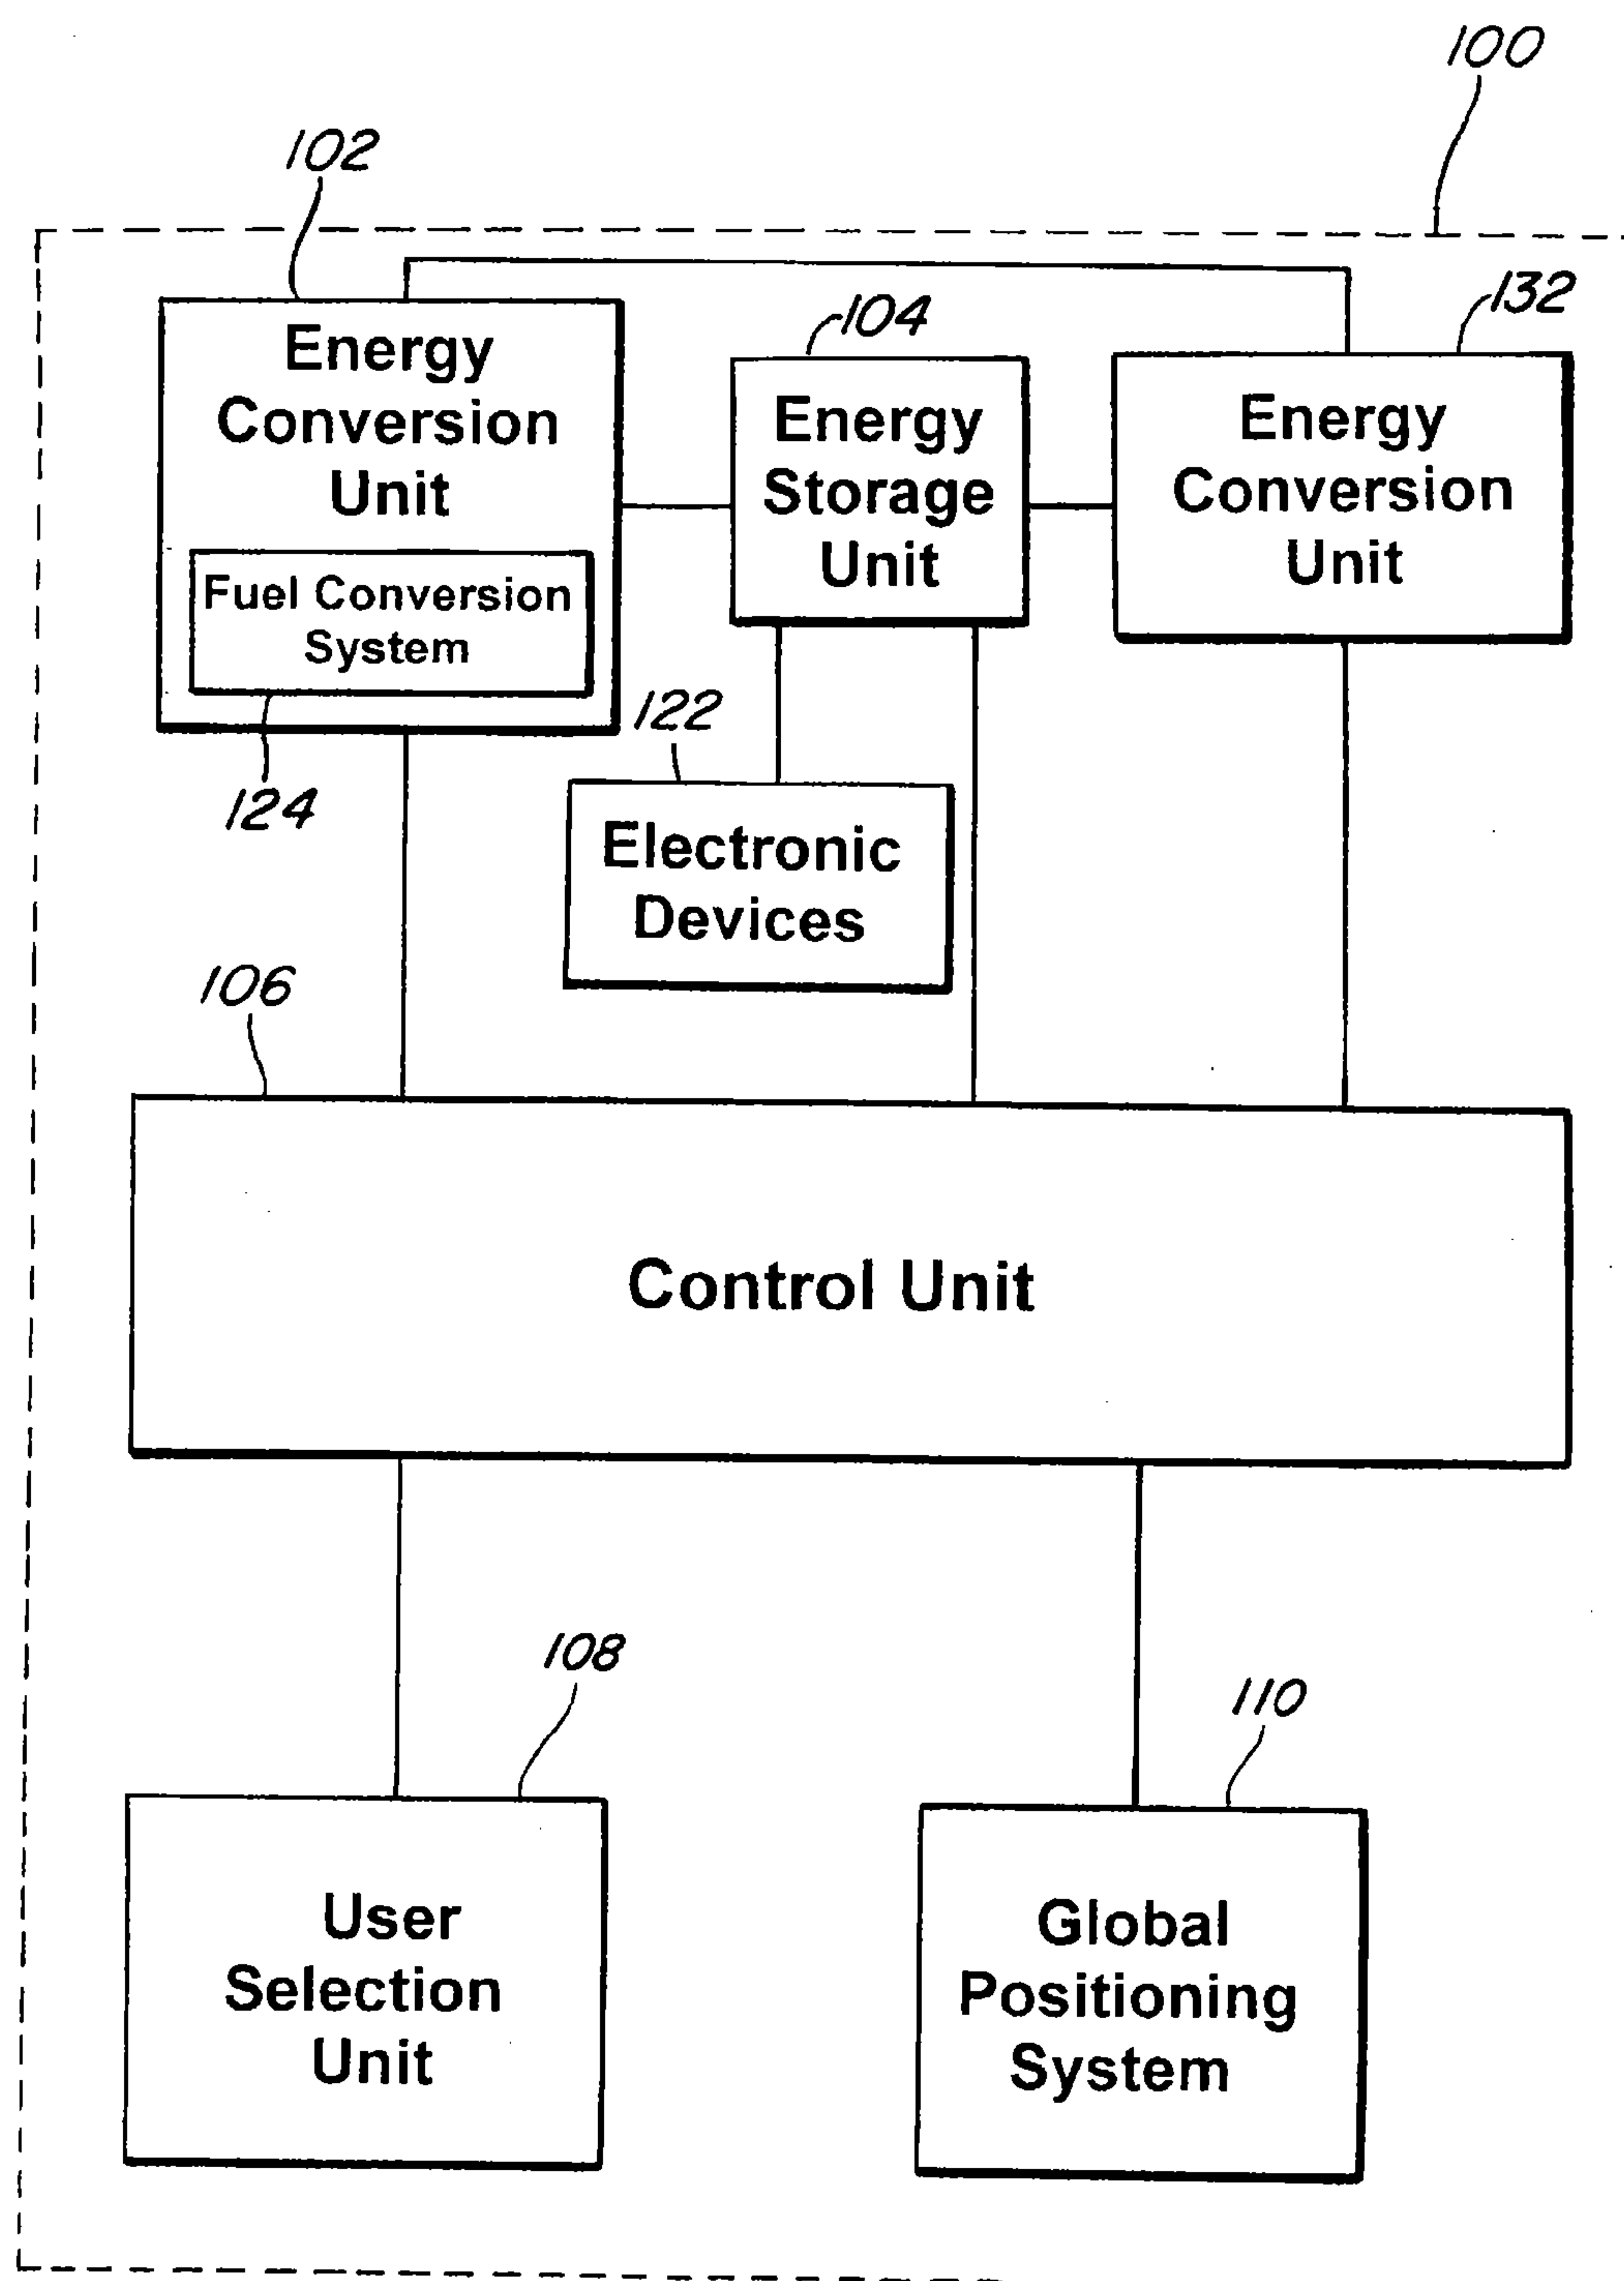 100
102
132
104
Energy
Conversion
Unit
Energy
Storage
Unit
Energy
Conversion
Unit
Fuel Conversion
System
124
122
Electronic
Devices
106
Control Unit
108
110
User
Selection
Unit
Global
Positioning
System